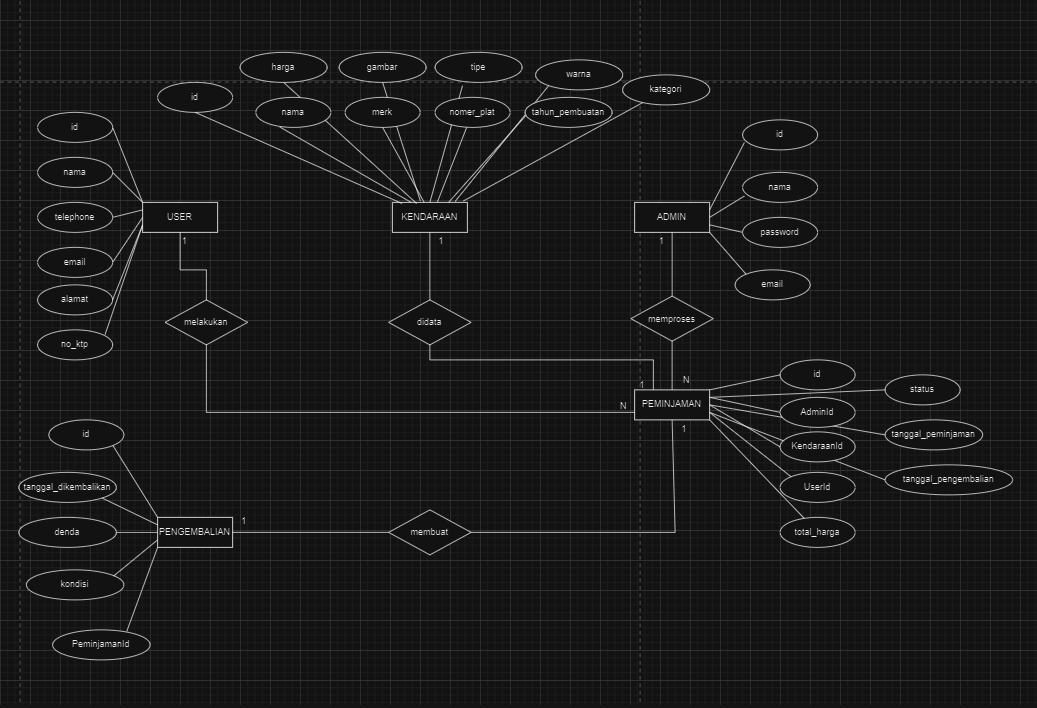 harga
gambar
tipe
warna
kategori
id
nama
merk
nomer_plat
tahun_pembuatan
id
nama
telephone
email
alamat
no_ktp
USER
1
KENDARAAN
1
ADMIN
1
id
nama
password
email
melakukan
didata
memproses
1
N
N
PEMINJAMAN
1
id
status
AdminId
tanggal_peminjaman
KendaraanId
tanggal_pengembalian
UserId
total_harga
id
tanggal_dikembalikan
denda
kondisi
PeminjamanId
PENGEMBALIAN
1
membuat